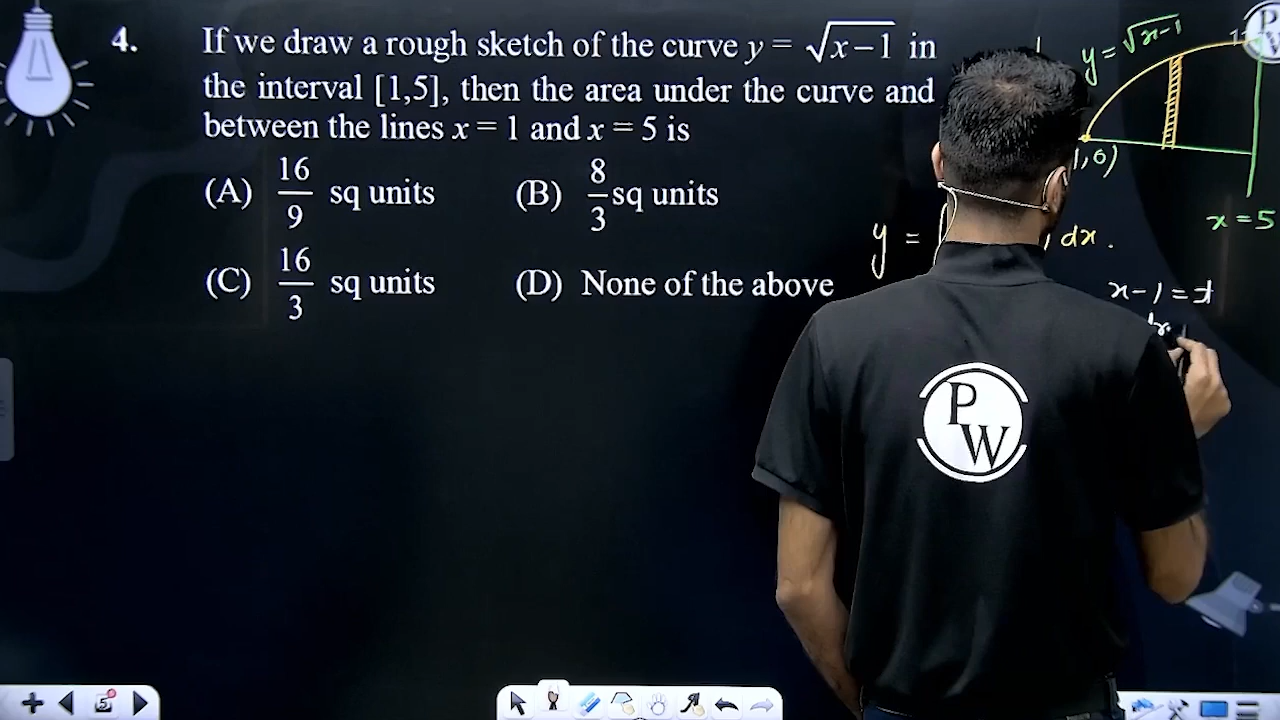 4. If we draw a rough sketch of the curve y = √x−1 in
the interval [1,5], then the area under the curve and
between the lines x = 1 and x = 5 is
(A) 16/9 sq units (B) 8/3 sq units
(C) 16/3 sq units (D) None of the above
y = √x-1
1,0)
x = 5
y = dx.
x-1 = t
PW
5